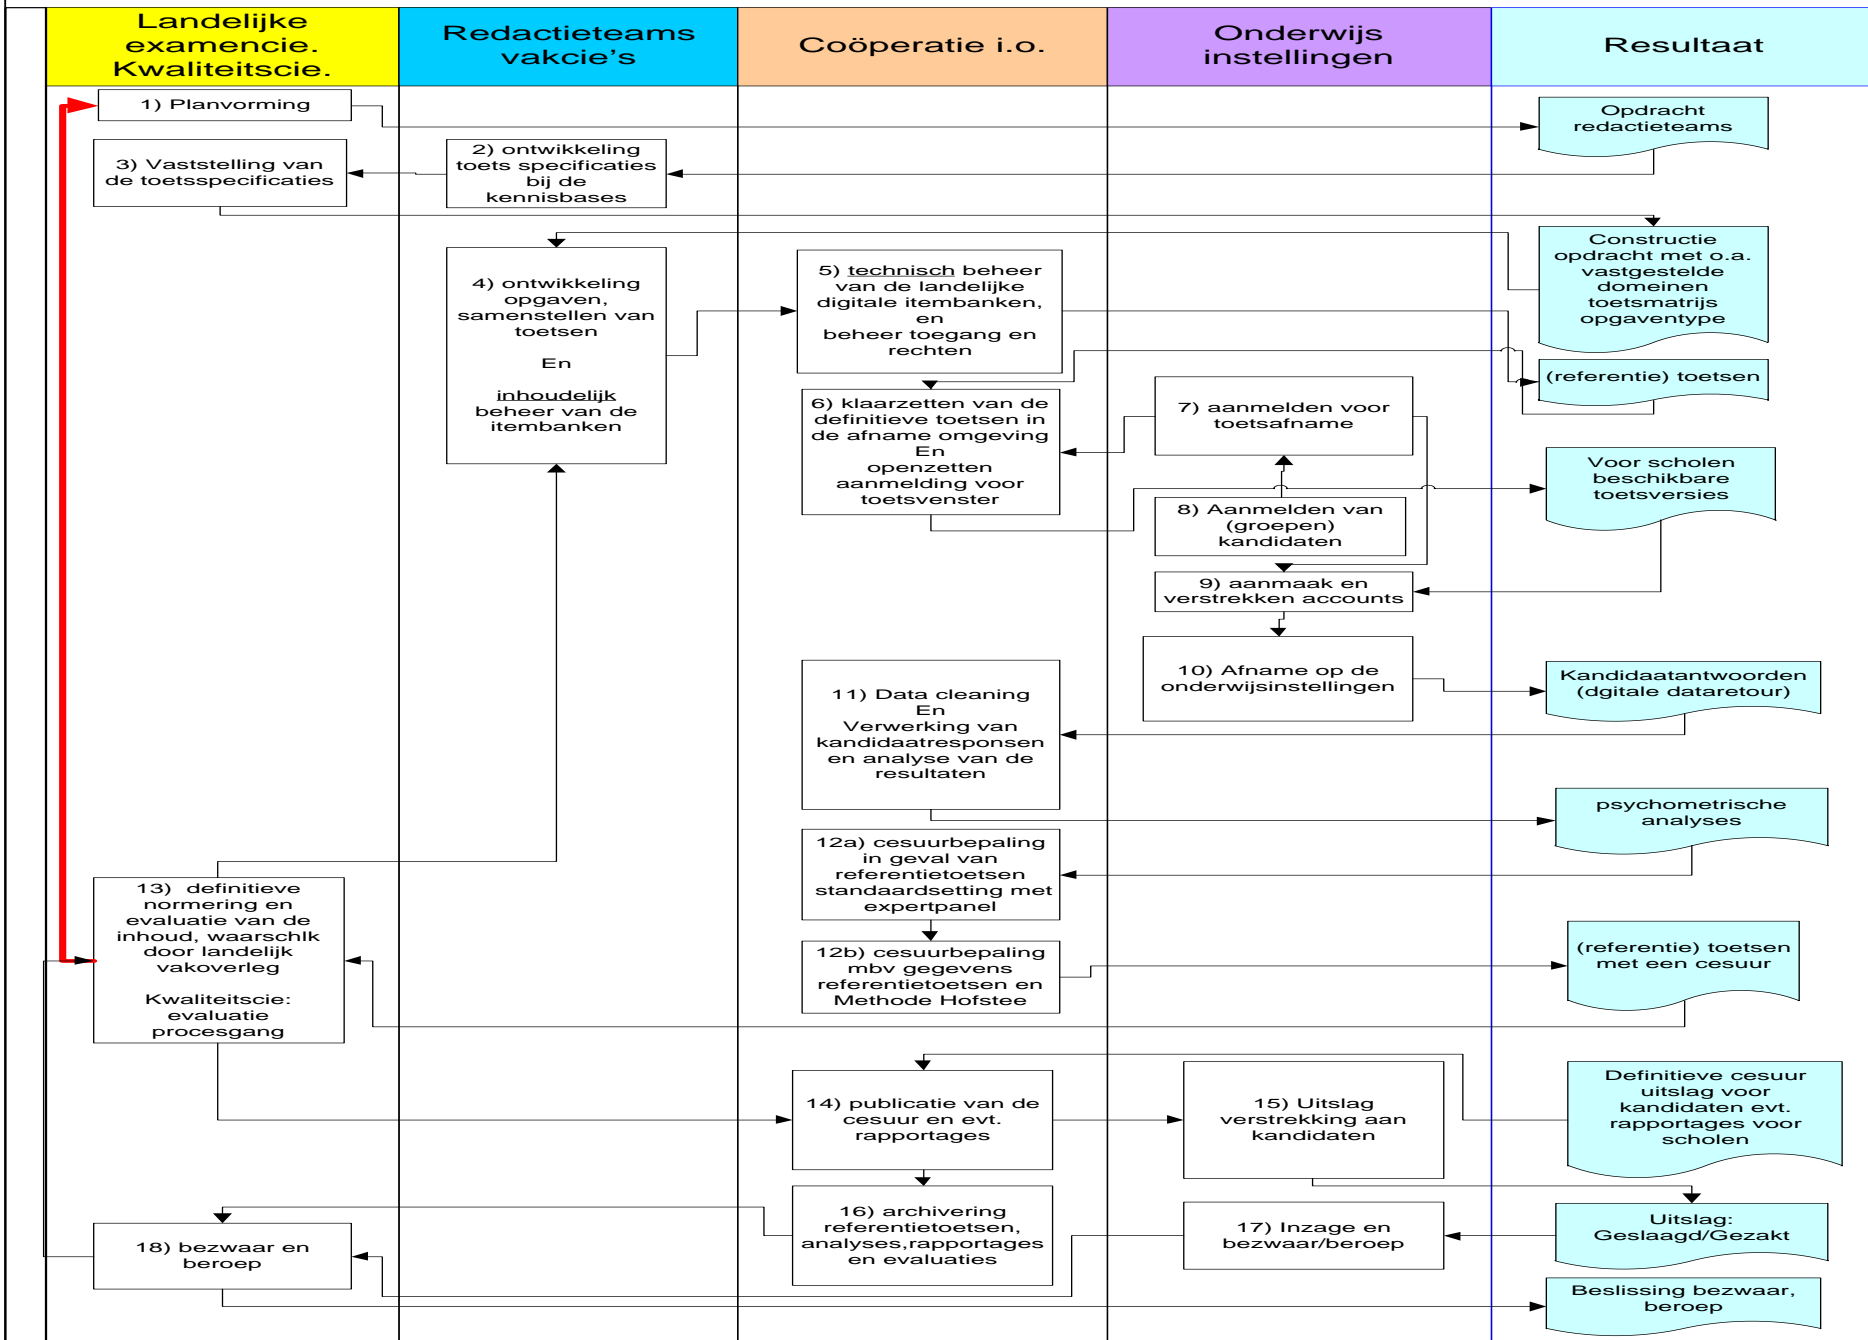 Landelijke
examencie.
Kwaliteitscie.
Redactieteams
vakcie's
Coöperatie i.o.
Onderwijs
instellingen
Resultaat
1) Planvorming
Opdracht
redactieteams
3) Vaststelling van
de toetsspecificaties
2) ontwikkeling
toets specificaties
bij de
kennisbases
Constructie
opdracht met o.a.
vastgestelde
domeinen
toetsmatrijs
opgaventype
4) ontwikkeling
opgaven,
samenstellen van
toetsen
En
inhoudelijk
beheer van de
itembanken
5) technisch beheer
van de landelijke
digitale itembanken,
en
beheer toegang en
rechten
(referentie) toetsen
6) klaarzetten van de
definitieve toetsen in
de afname omgeving
En
openzetten
aanmelding voor
toetsvenster
7) aanmelden voor
toetsafname
Voor scholen
beschikbare
toetsversies
8) Aanmelden van
(groepen)
kandidaten
9) aanmaak en
verstrekken accounts
10) Afname op de
onderwijsinstellingen
Kandidaatantwoorden
(dgitale dataretour)
11) Data cleaning
En
Verwerking van
kandidaatresponsen
en analyse van de
resultaten
psychometrische
analyses
12a) cesuurbepaling
in geval van
referentietoetsen
standaardsetting met
expertpanel
13) definitieve
normering en
evaluatie van de
inhoud, waarschlk
door landelijk
vakoverleg
Kwaliteitscie:
evaluatie
procesgang
12b) cesuurbepaling
mbv gegevens
referentietoetsen en
Methode Hofstee
(referentie) toetsen
met een cesuur
14) publicatie van de
cesuur en evt.
rapportages
15) Uitslag
verstrekking aan
kandidaten
Definitieve cesuur
uitslag voor
kandidaten evt.
rapportages voor
scholen
16) archivering
referentietoetsen,
analyses,rapportages
en evaluaties
17) Inzage en
bezwaar/beroep
Uitslag:
Geslaagd/Gezakt
18) bezwaar en
beroep
Beslissing bezwaar,
beroep